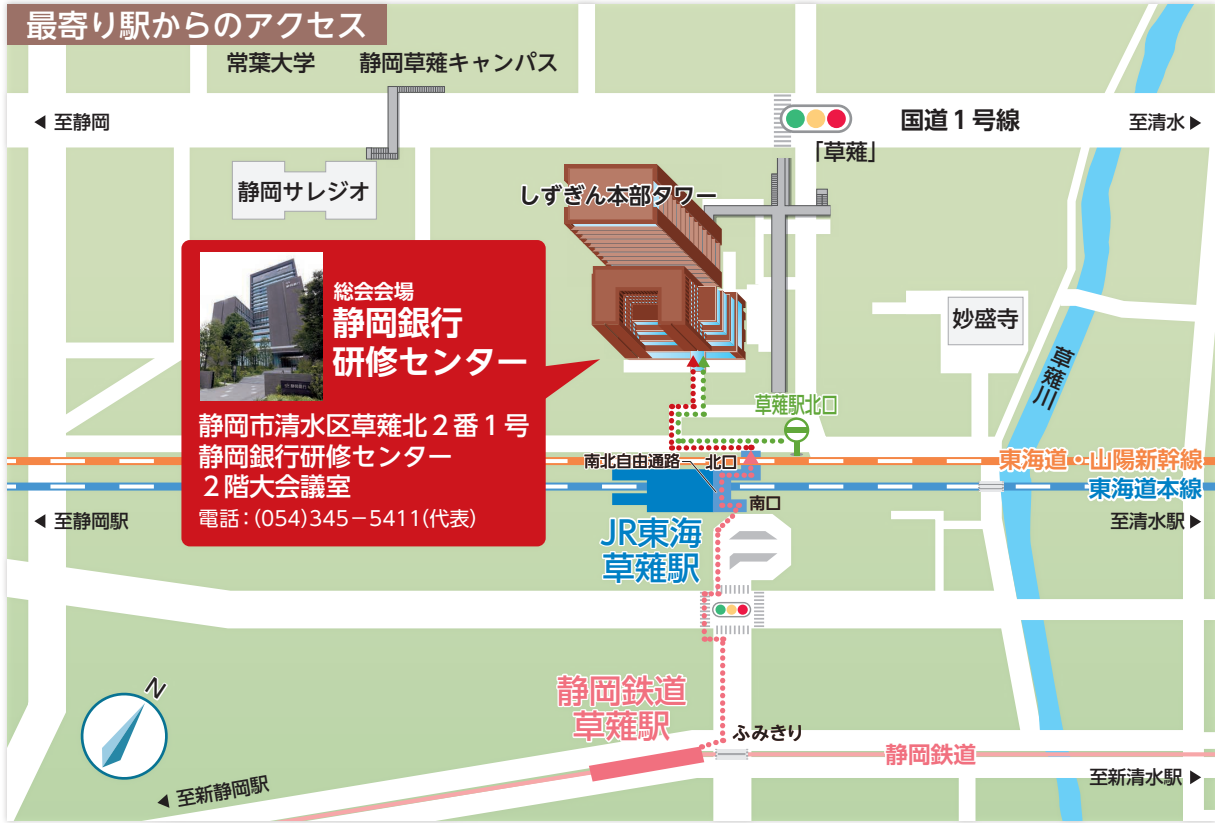 最寄り駅からのアクセス
常葉大学　静岡草薙キャンパス
◀ 至静岡
国道1号線
至清水 ▶
「草薙」
静岡サレジオ
しずぎん本部タワー
総会会場
静岡銀行
研修センター
静岡市清水区草薙北2番1号
静岡銀行研修センター
2階大会議室
電話：(054)345－5411(代表)
妙盛寺
草薙川
草薙駅北口
南北自由通路
北口
東海道・山陽新幹線
東海道本線
南口
◀ 至静岡駅
至清水駅 ▶
JR東海
草薙駅
N
静岡鉄道
草薙駅
ふみきり
静岡鉄道
◀ 至新静岡駅
至新清水駅 ▶